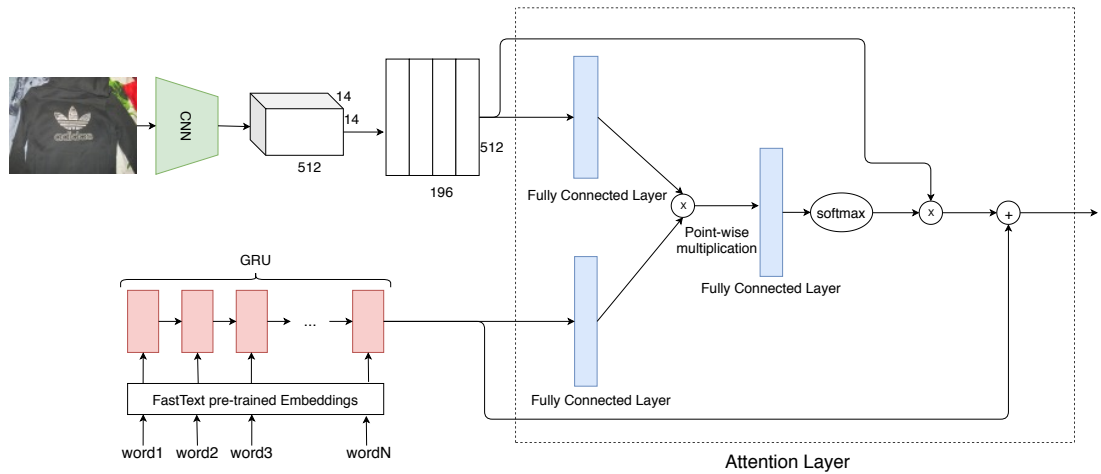 adidas
CNN
14
14
512
512
196
Fully Connected Layer
x
Point-wise
multiplication
Fully Connected Layer
softmax
x
+
GRU
...
FastText pre-trained Embeddings
word1 word2 word3 wordN
Fully Connected Layer
Attention Layer